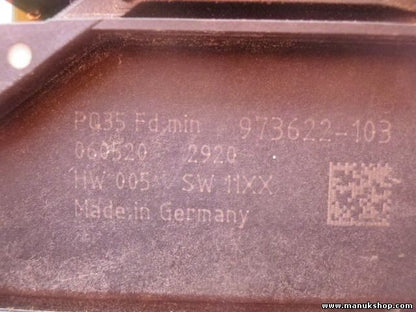 PQ35 Fd.min 973622-103
060520 2920
HW 005 SW 11XX
Made in Germany
www.manukshop.com